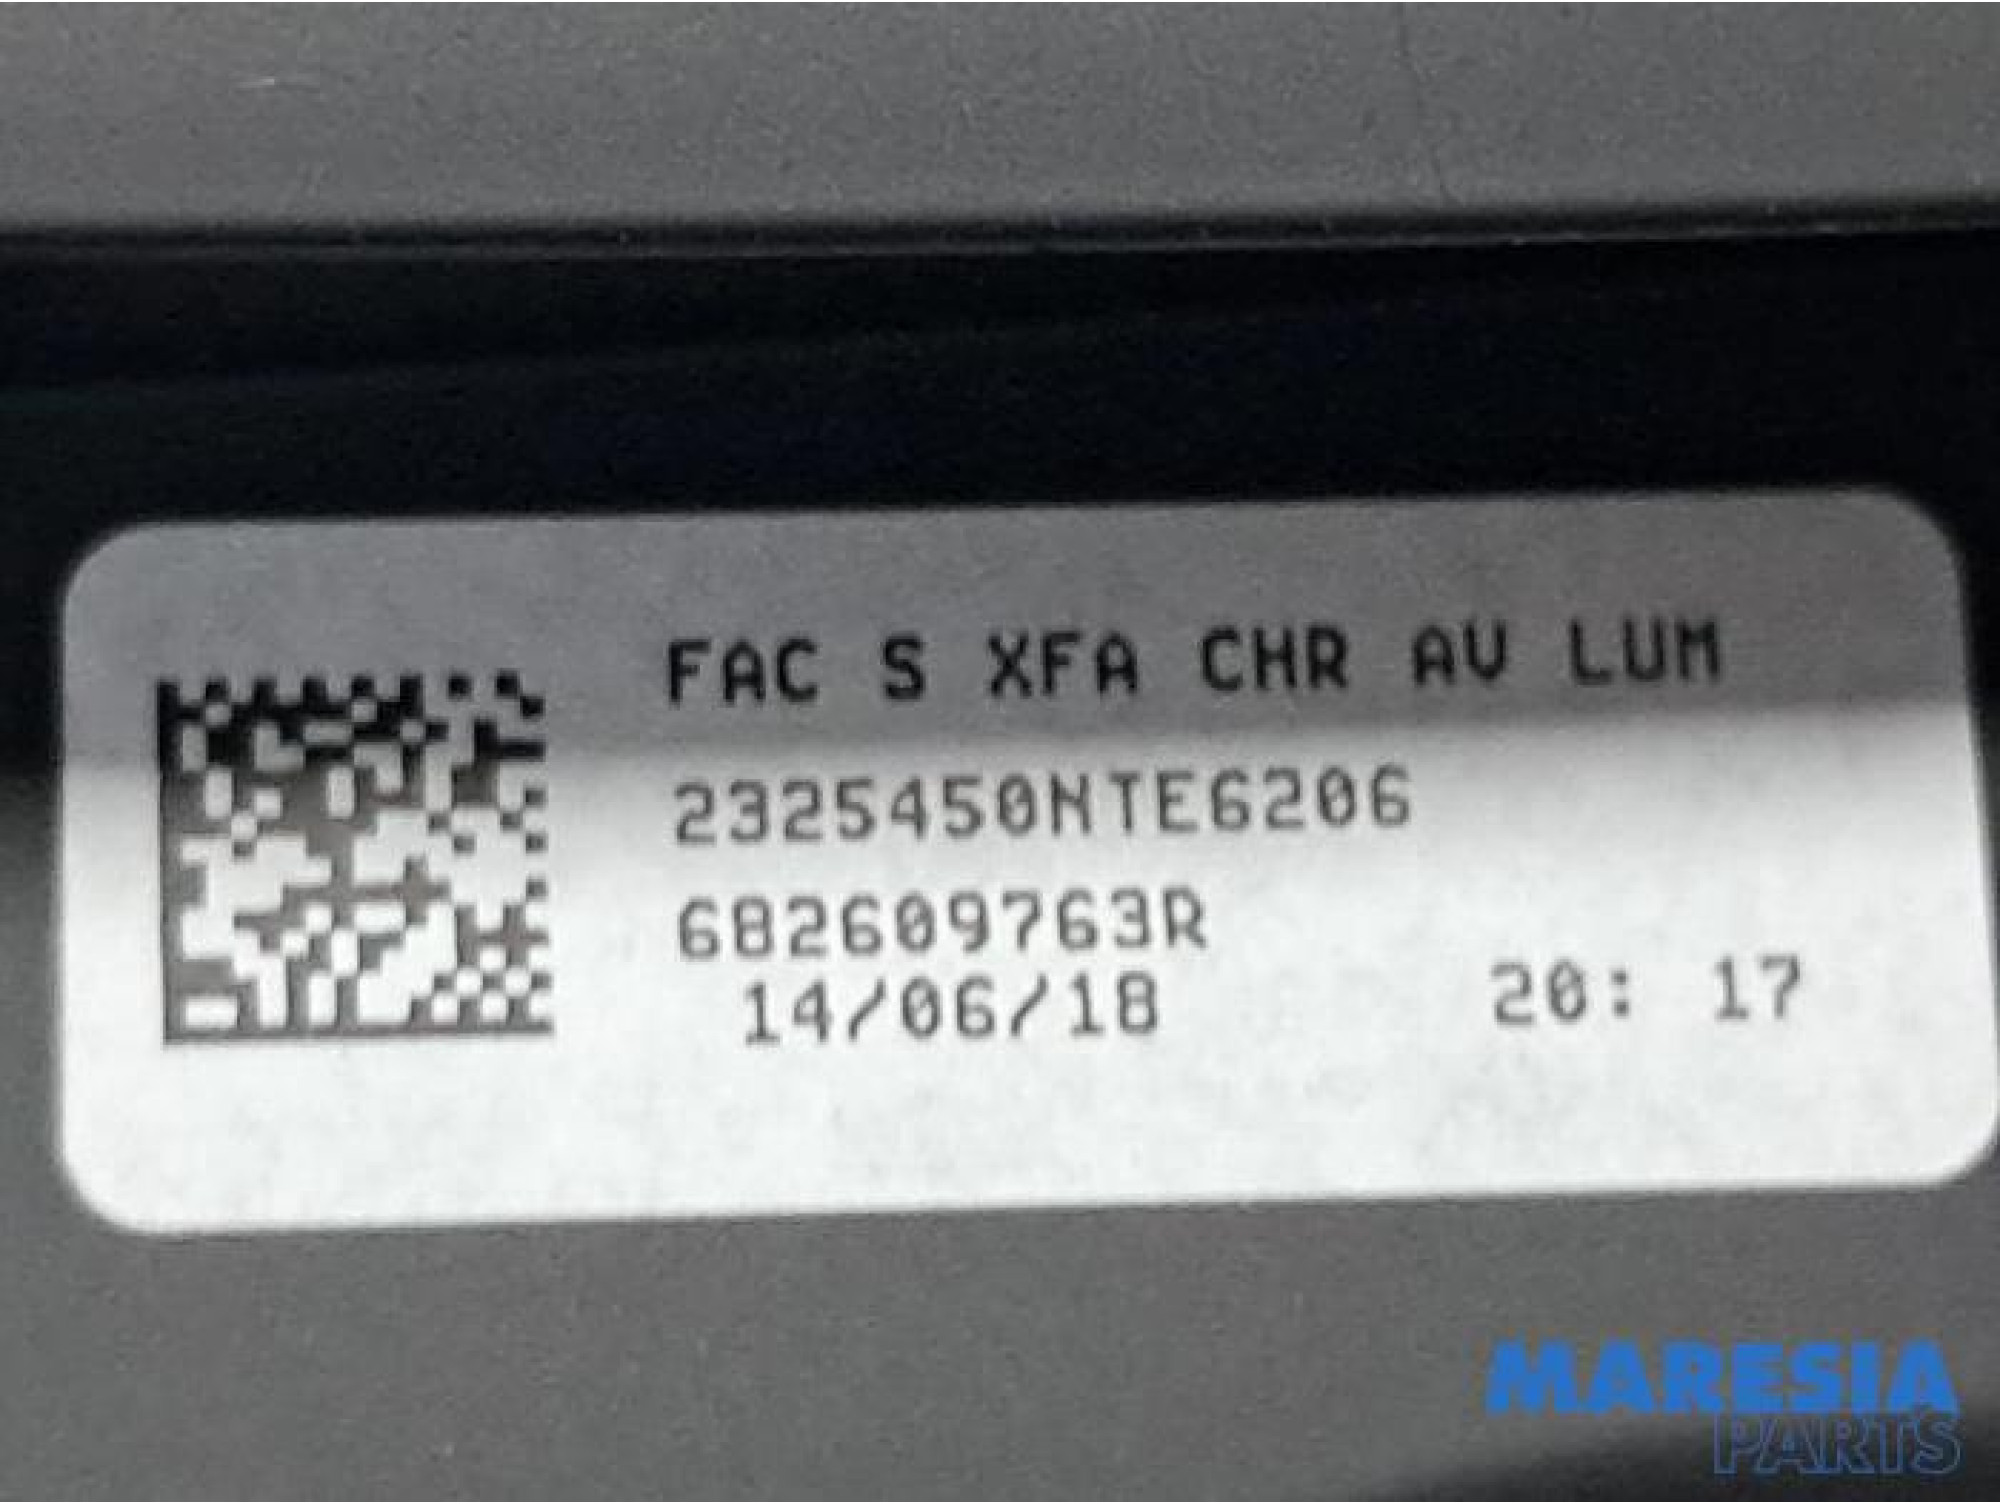 FAC S XFA CHR AV LUM
2325450NTE6206
682609763R
14/06/18 20: 17
MARESIA
PARTS